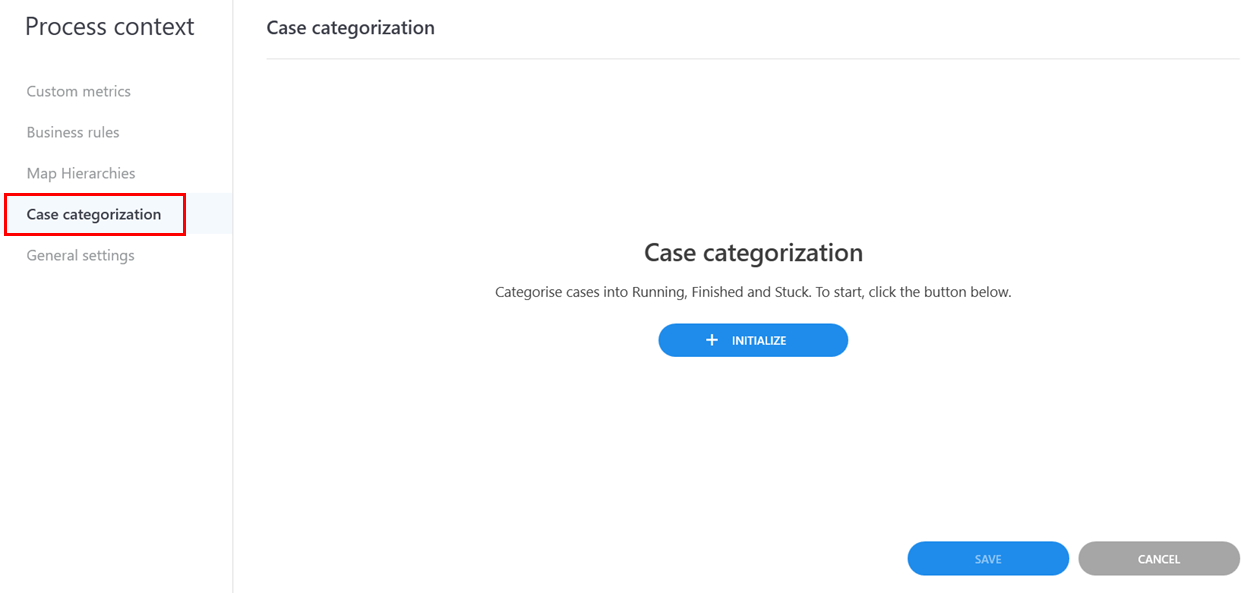 Process context
Custom metrics
Business rules
Map Hierarchies
Case categorization
General settings
Case categorization
Case categorization
Categorise cases into Running, Finished and Stuck. To start, click the button below.
+ INITIALIZE
SAVE
CANCEL